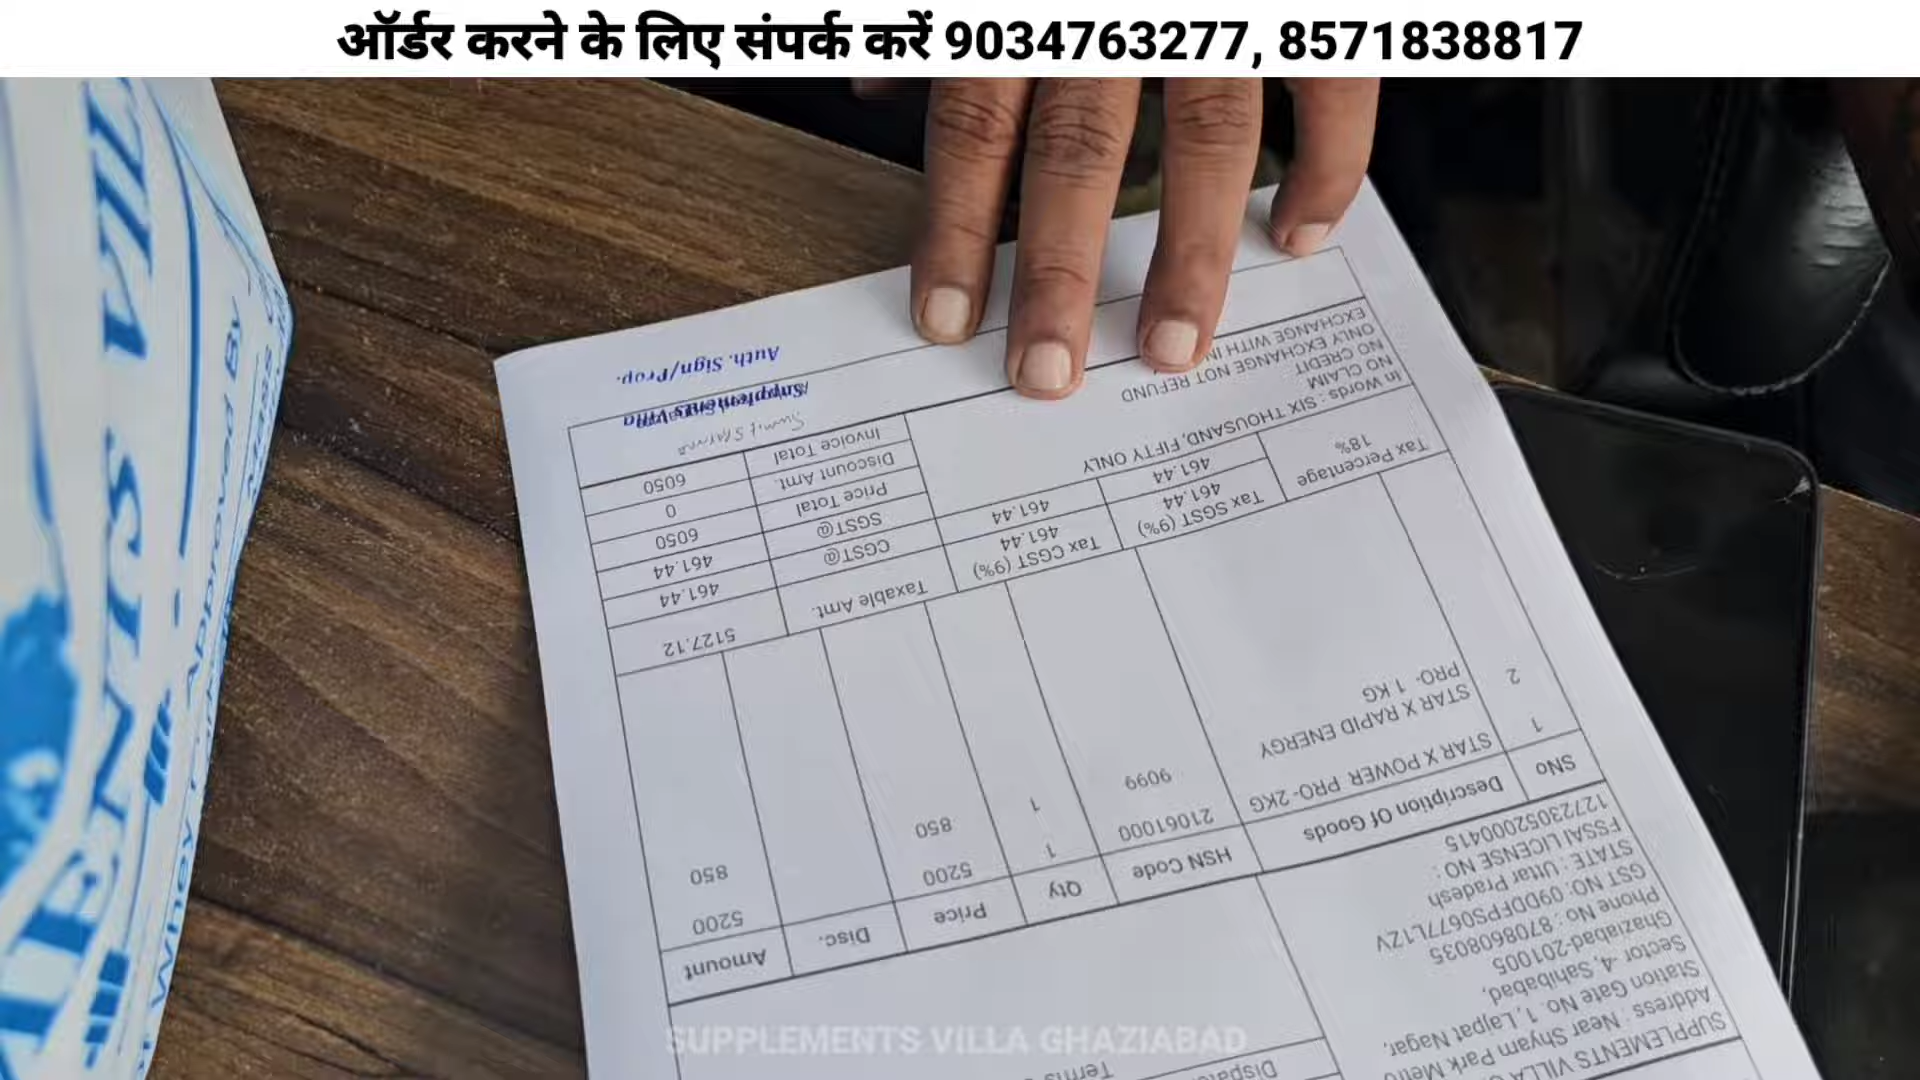 ऑर्डर करने के लिए संपर्क करें 9034763277, 8571838817
SUPPLEMENTS VILLA
Address : Near Shyam Park Metro
Station Gate No. 1, Lajpat Nagar,
Sector -4, Sahibabad,
Ghaziabad-201005
Phone No : 8708608035
GST NO. 09DDFPS0677L1ZV
STATE : Uttar Pradesh
FSSAI LICENSE NO :
12723052000415
Terms
SNO Description Of Goods HSN Code Qty Price Disc. Amount
1 STAR X POWER PRO- 2KG 21061000 1 5200 5200
2 STAR X RAPID ENERGY 9099 1 850 850
PRO- 1 KG
Taxable Amt. 5127.12
Tax Percentage Tax SGST (9%) Tax CGST (9%) CGST@ 461.44
18% 461.44 461.44 SGST@ 461.44
461.44 461.44 Price Total 6050
Discount Amt. 0
Invoice Total 6050
In Words : SIX THOUSAND, FIFTY ONLY
NO CLAIM
NO CREDIT
ONLY EXCHANGE NOT REFUND
EXCHANGE WITH IN
Supplements Villa
Auth. Sign/Prop.
SUPPLEMENTS VILLA GHAZIABAD